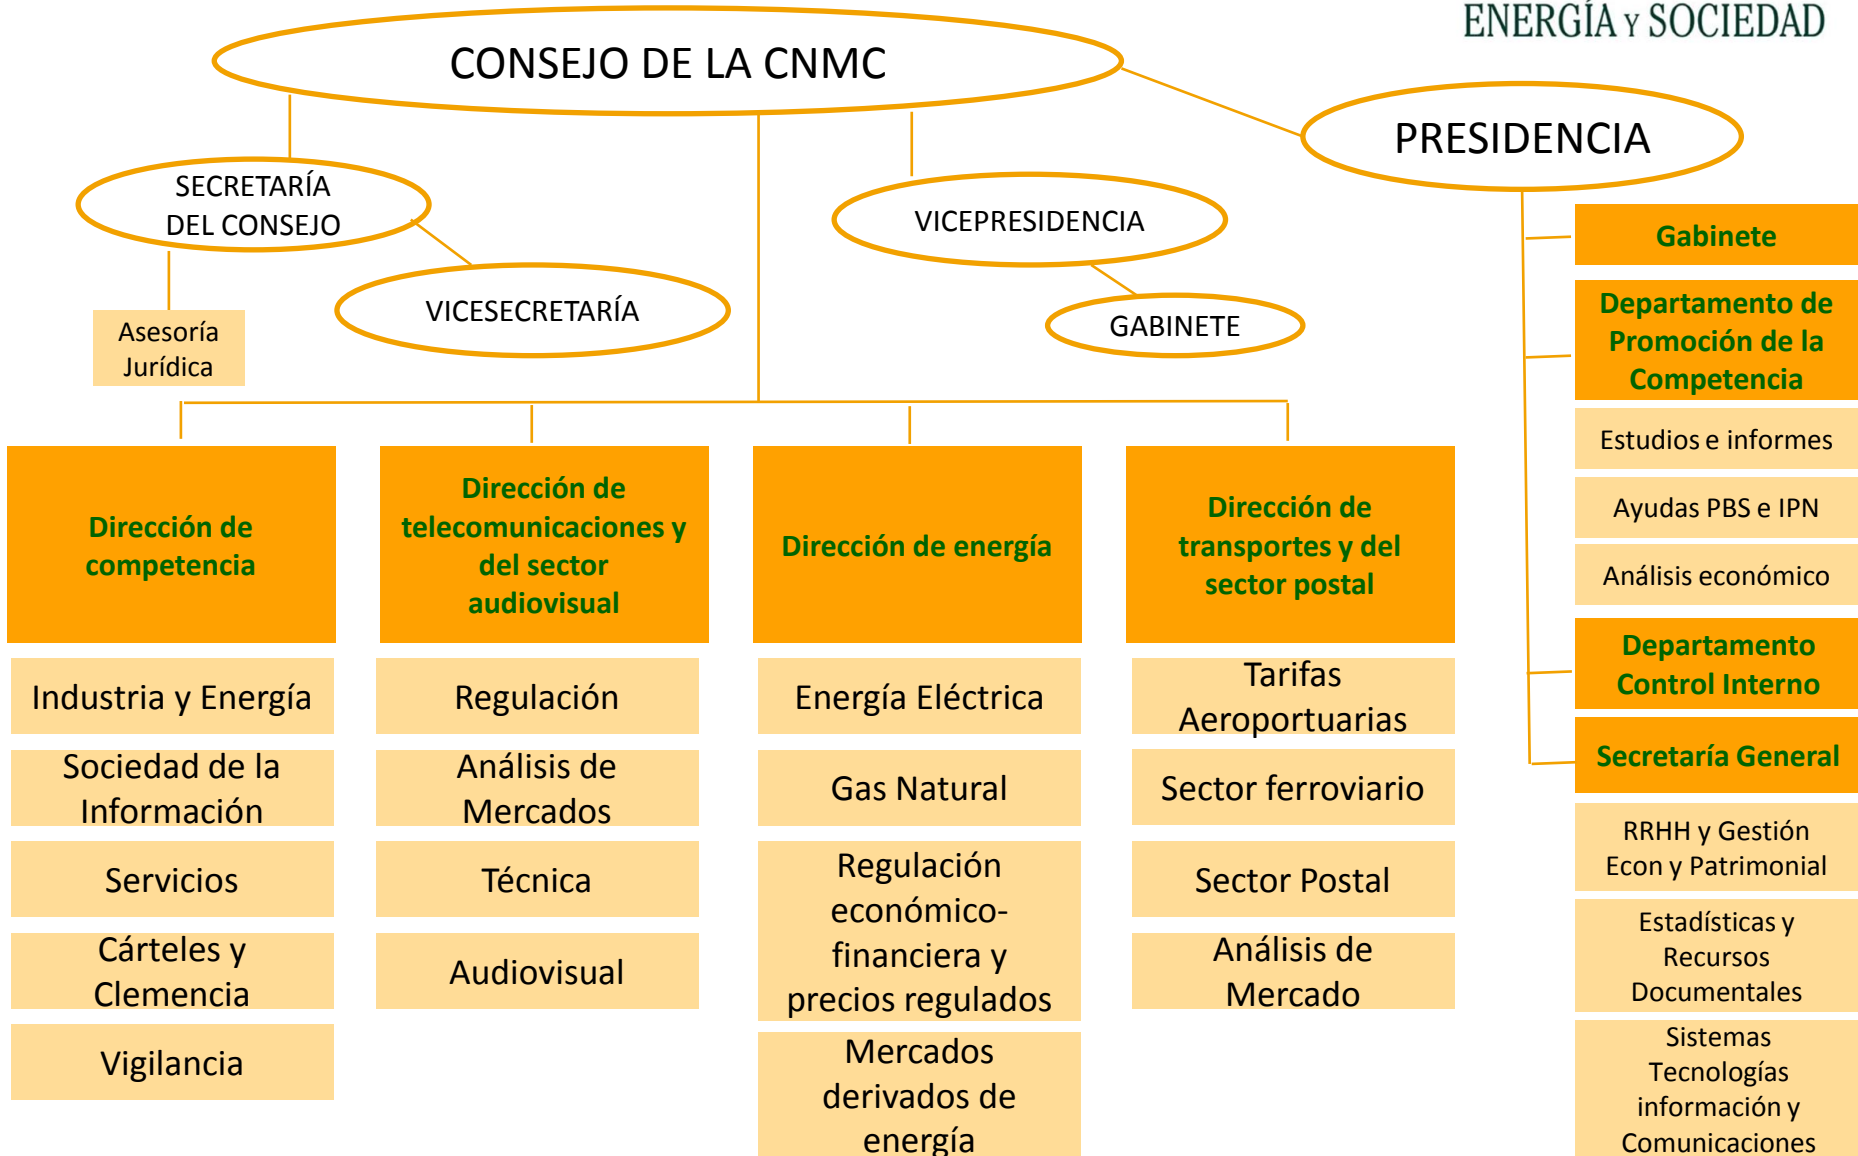 ENERGÍA Y SOCIEDAD
CONSEJO DE LA CNMC
PRESIDENCIA
SECRETARÍA
DEL CONSEJO
VICEPRESIDENCIA
VICESECRETARÍA
GABINETE
Asesoría
Jurídica
Dirección de
competencia
Industria y Energía
Sociedad de la
Información
Servicios
Cárteles y
Clemencia
Vigilancia
Dirección de
telecomunicaciones y
del sector
audiovisual
Regulación
Análisis de
Mercados
Técnica
Audiovisual
Dirección de energía
Energía Eléctrica
Gas Natural
Regulación
económico-
financiera y
precios regulados
Mercados
derivados de
energía
Dirección de
transportes y del
sector postal
Tarifas
Aeroportuarias
Sector ferroviario
Sector Postal
Análisis de
Mercado
Gabinete
Departamento de
Promoción de la
Competencia
Estudios e informes
Ayudas PBS e IPN
Análisis económico
Departamento
Control Interno
Secretaría General
RRHH y Gestión
Econ y Patrimonial
Estadísticas y
Recursos
Documentales
Sistemas
Tecnologías
información y
Comunicaciones